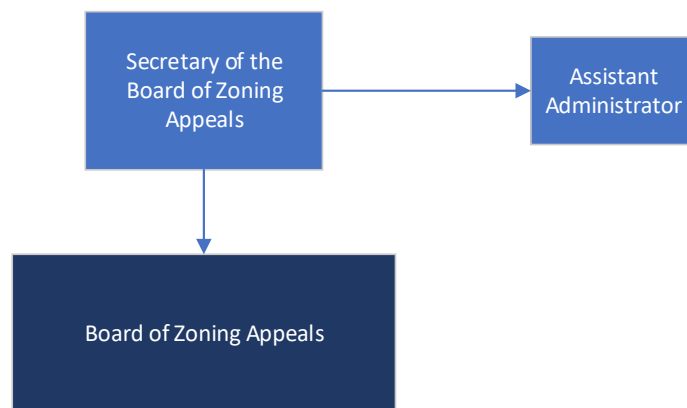 Secretary of the
Board of Zoning
Appeals
Assistant
Administrator
Board of Zoning Appeals